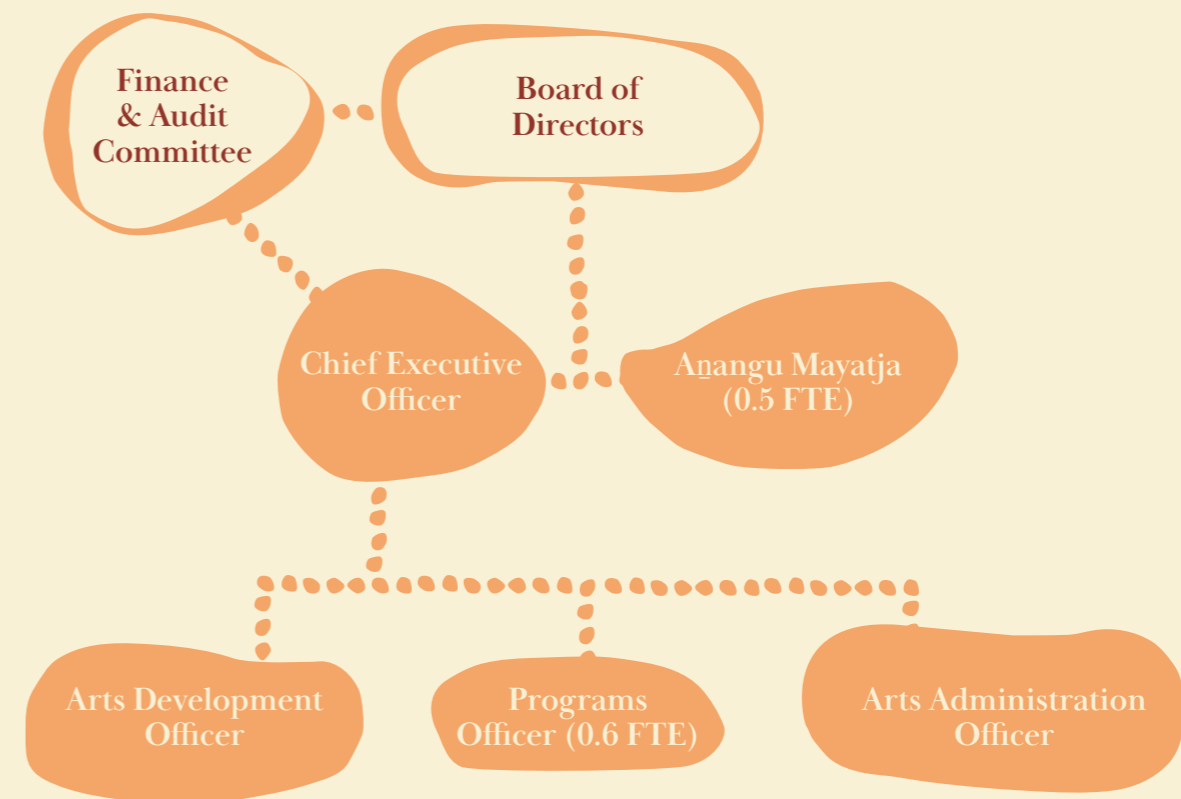 Finance
& Audit
Committee
Board of
Directors
Chief Executive
Officer
Aṉangu Mayatja
(0.5 FTE)
Arts Development
Officer
Programs
Officer (0.6 FTE)
Arts Administration
Officer